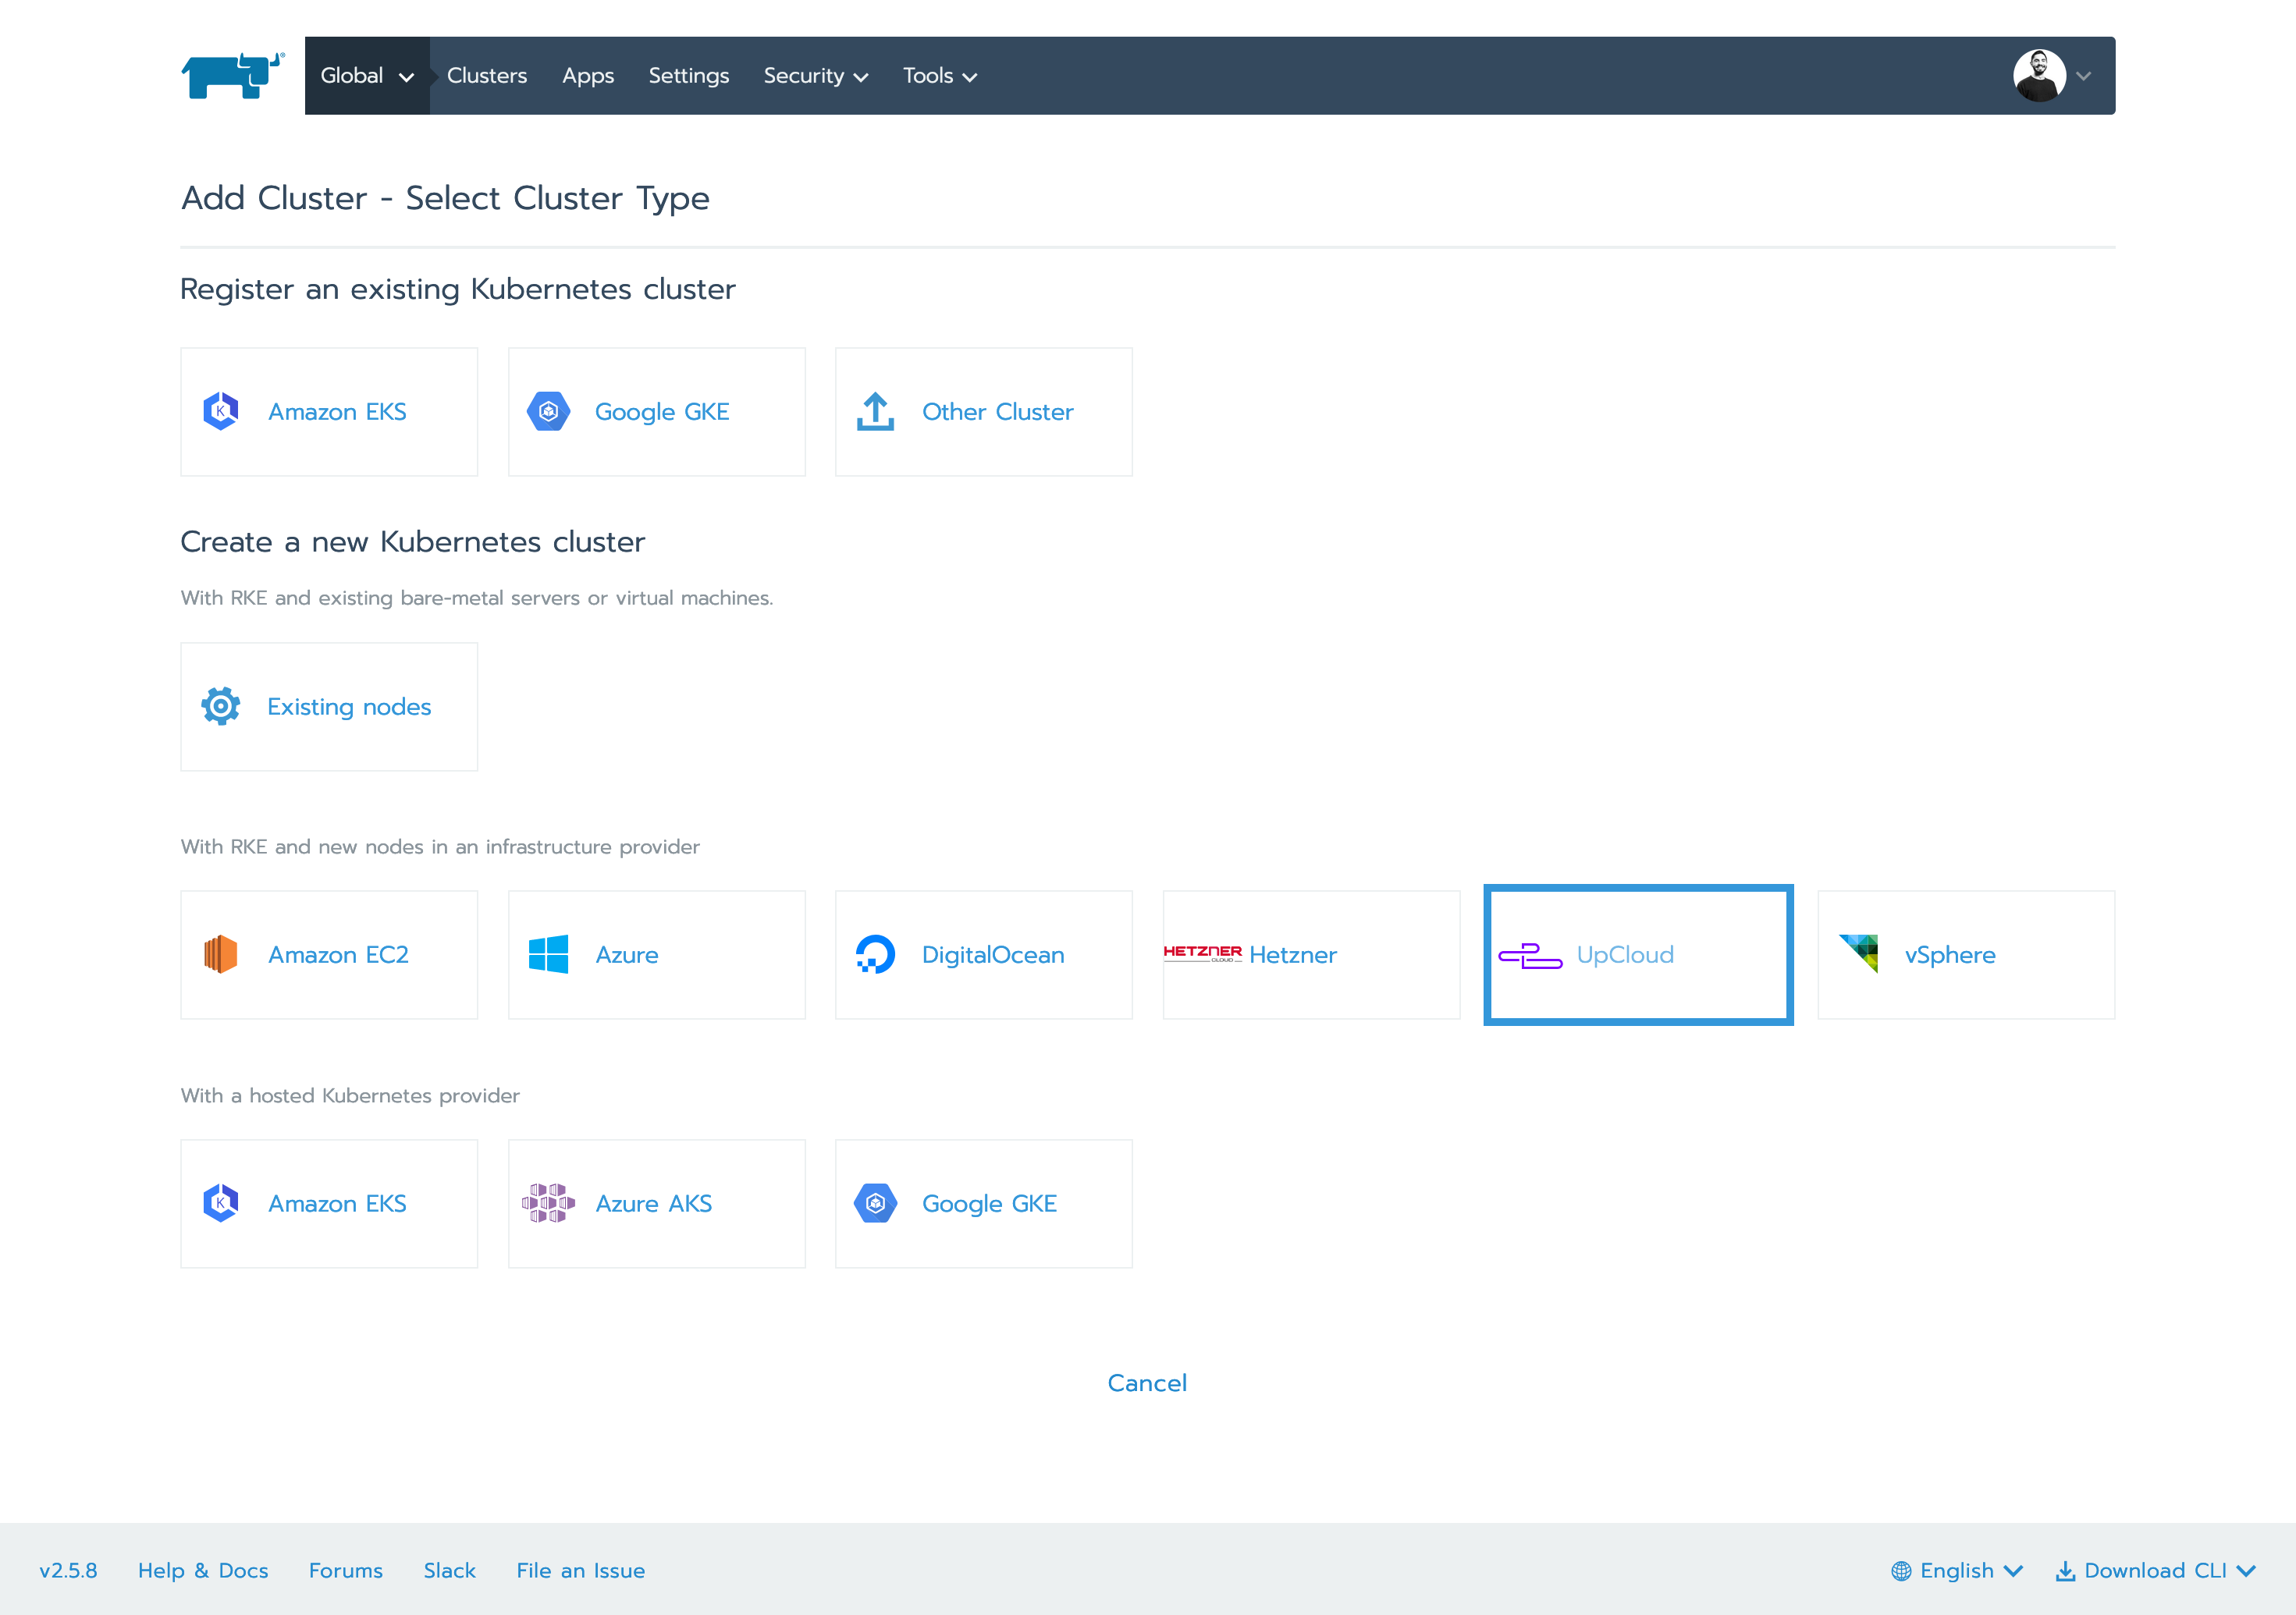 Global Clusters Apps Settings Security Tools
Add Cluster - Select Cluster Type
Register an existing Kubernetes cluster
Amazon EKS
Google GKE
Other Cluster
Create a new Kubernetes cluster
With RKE and existing bare-metal servers or virtual machines.
Existing nodes
With RKE and new nodes in an infrastructure provider
Amazon EC2
Azure
DigitalOcean
HETZNER
CLOUD
Hetzner
UpCloud
vSphere
With a hosted Kubernetes provider
Amazon EKS
Azure AKS
Google GKE
Cancel
v2.5.8 Help & Docs Forums Slack File an Issue English Download CLI